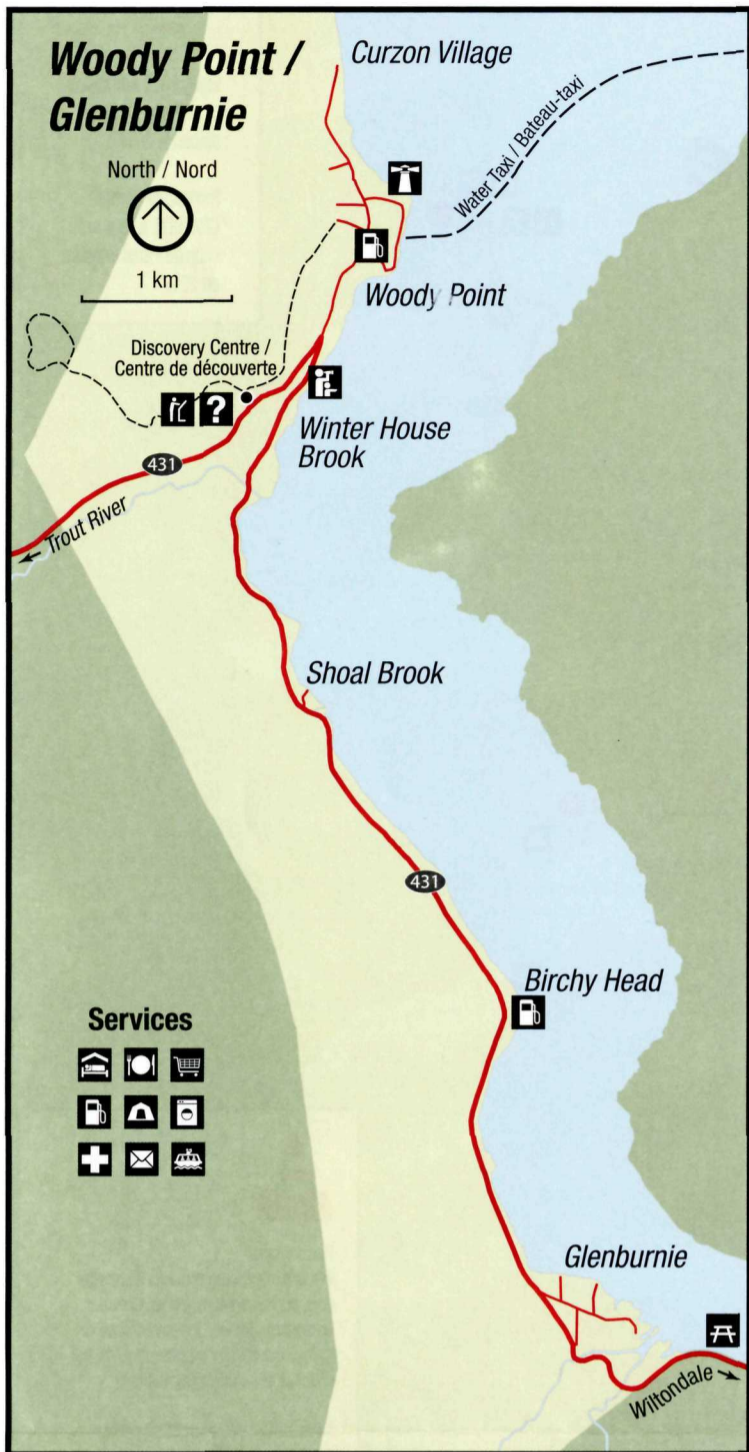 Woody Point /
Glenburnie
Curzon Village
North / Nord
1 km
Water Taxi / Bateau-taxi
Woody Point
Discovery Centre /
Centre de découverte
?
Winter House
Brook
431
Trout River
Shoal Brook
431
Birchy Head
Services
Glenburnie
Wiltondale